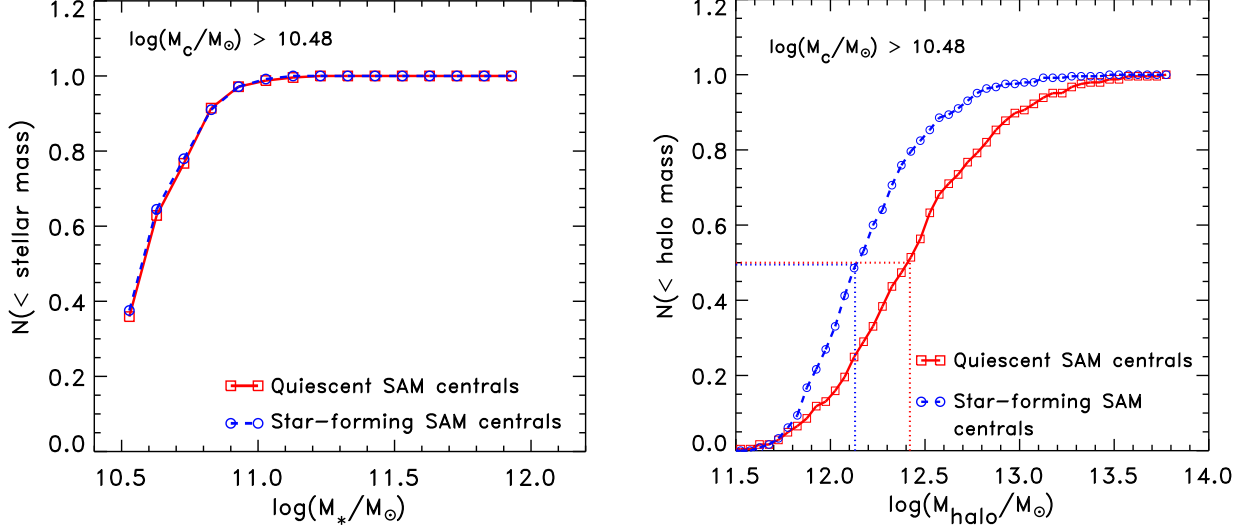 log(M_c/M_⊙) > 10.48
N(< stellar mass)
1.2
1.0
0.8
0.6
0.4
0.2
0.0
Quiescent SAM centrals
Star-forming SAM centrals
10.5 11.0 11.5 12.0
log(M_*/M_⊙)
log(M_c/M_⊙) > 10.48
N(< halo mass)
1.2
1.0
0.8
0.6
0.4
0.2
0.0
Quiescent SAM centrals
Star-forming SAM
centrals
11.5 12.0 12.5 13.0 13.5 14.0
log(M_halo/M_⊙)